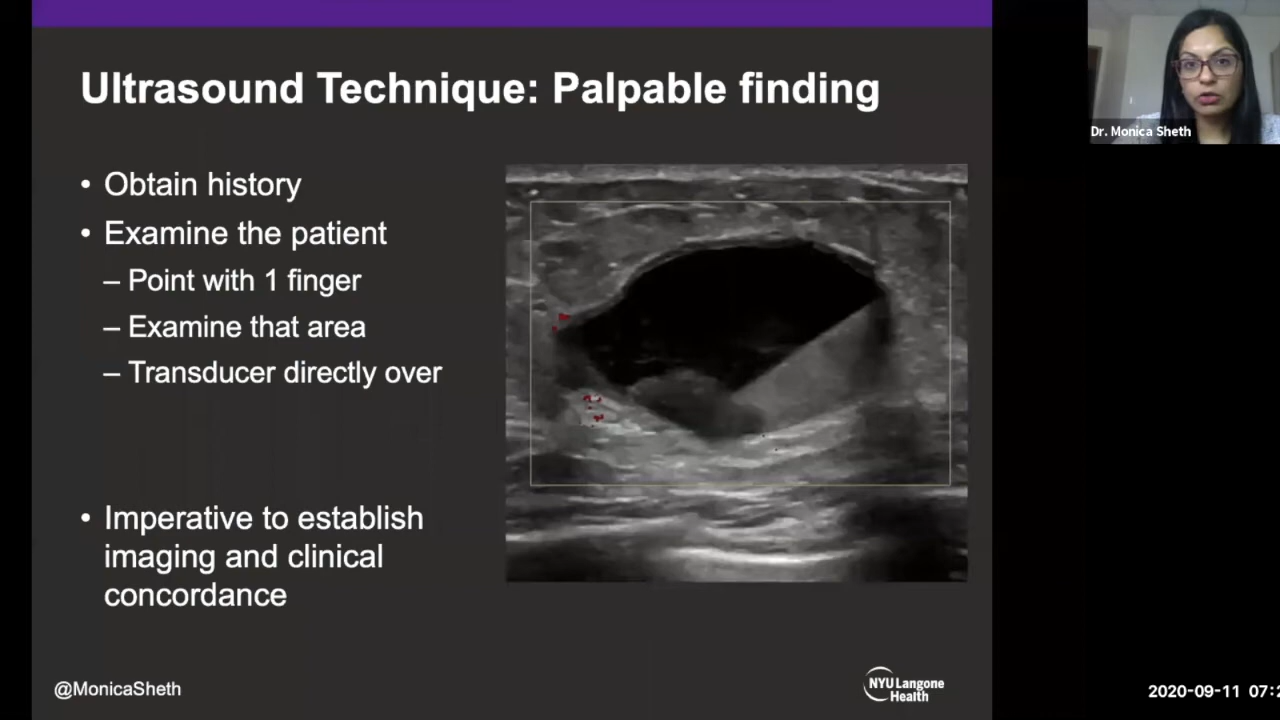 Ultrasound Technique: Palpable finding
• Obtain history
• Examine the patient
– Point with 1 finger
– Examine that area
– Transducer directly over
• Imperative to establish
imaging and clinical
concordance
@MonicaSheth
NYU Langone
Health
Dr. Monica Sheth
2020-09-11 07:2